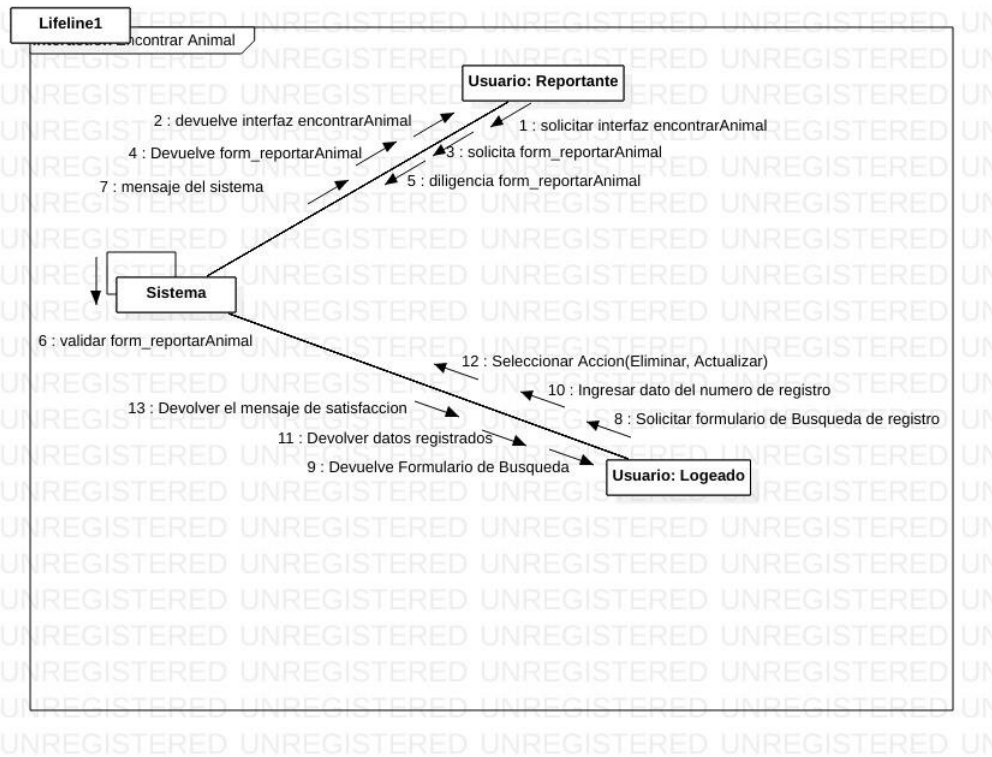 Lifeline1
Interaction Encontrar Animal
Usuario: Reportante
2 : devuelve interfaz encontrarAnimal
1 : solicitar interfaz encontrarAnimal
4 : Devuelve form_reportarAnimal
3 : solicita form_reportarAnimal
7 : mensaje del sistema
5 : diligencia form_reportarAnimal
Sistema
6 : validar form_reportarAnimal
12 : Seleccionar Accion(Eliminar, Actualizar)
10 : Ingresar dato del numero de registro
13 : Devolver el mensaje de satisfaccion
8 : Solicitar formulario de Busqueda de registro
11 : Devolver datos registrados
9 : Devuelve Formulario de Busqueda
Usuario: Logeado
UNREGISTERED